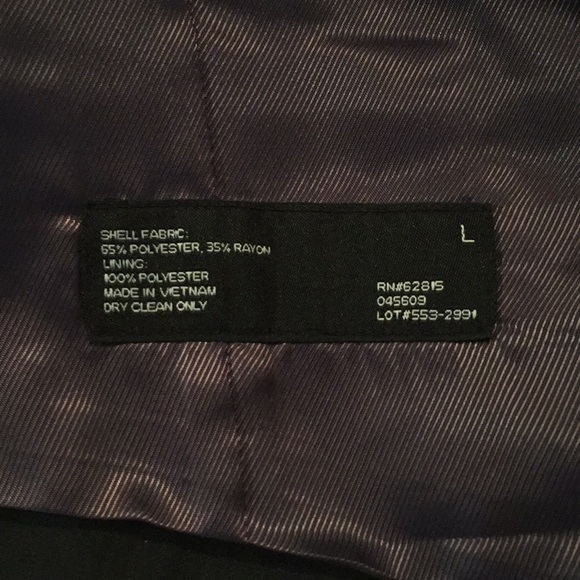 SHELL FABRIC:
65% POLYESTER, 35% RAYON
LINING:
100% POLYESTER
MADE IN VIETNAM
DRY CLEAN ONLY
L
RN#62815
045609
LOT#553-2991